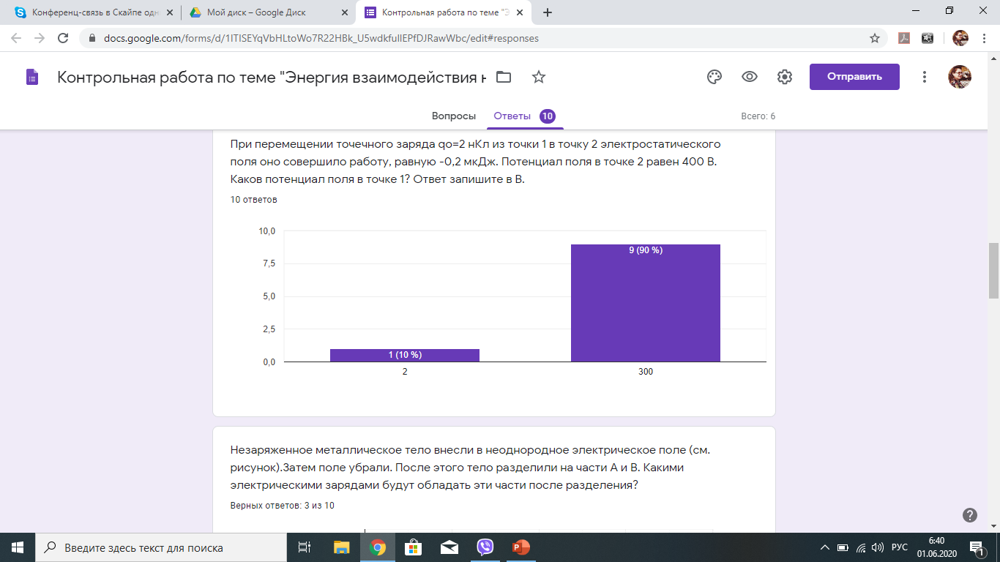 Конференц-связь в Скайпе одн
Мой диск – Google Диск
Контрольная работа по теме "Э
docs.google.com/forms/d/1ITISEYqVbHLtoWo7R22HBk_U5wdkfulIEPfDJRawWbc/edit#responses
Контрольная работа по теме "Энергия взаимодействия н
Отправить
Вопросы
Ответы 10
Всего: 6
При перемещении точечного заряда qo=2 нКл из точки 1 в точку 2 электростатического
поля оно совершило работу, равную -0,2 мкДж. Потенциал поля в точке 2 равен 400 В.
Каков потенциал поля в точке 1? Ответ запишите в В.
10 ответов
10,0
7,5
5,0
2,5
0,0
1 (10 %)
9 (90 %)
2
300
Незаряженное металлическое тело внесли в неоднородное электрическое поле (см.
рисунок).Затем поле убрали. После этого тело разделили на части А и В. Какими
электрическими зарядами будут обладать эти части после разделения?
Верных ответов: 3 из 10
Введите здесь текст для поиска
РУС
6:40
01.06.2020
1